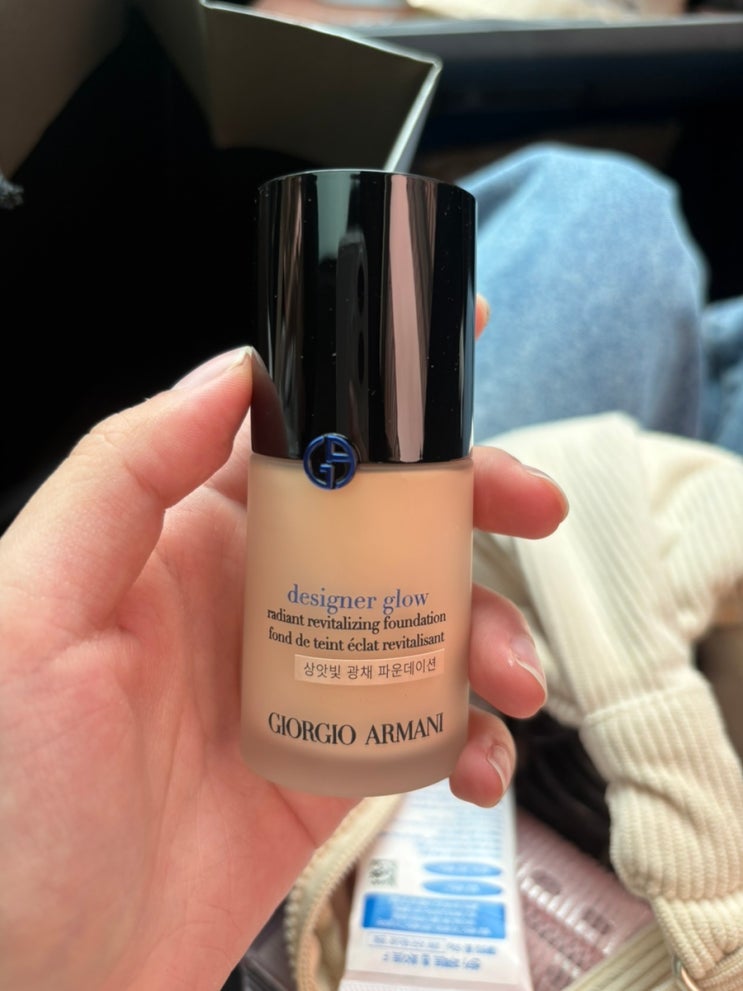 designer glow
radiant revitalizing foundation
fond de teint éclat revitalisant
상앗빛 광채 파운데이션
GIORGIO ARMANI